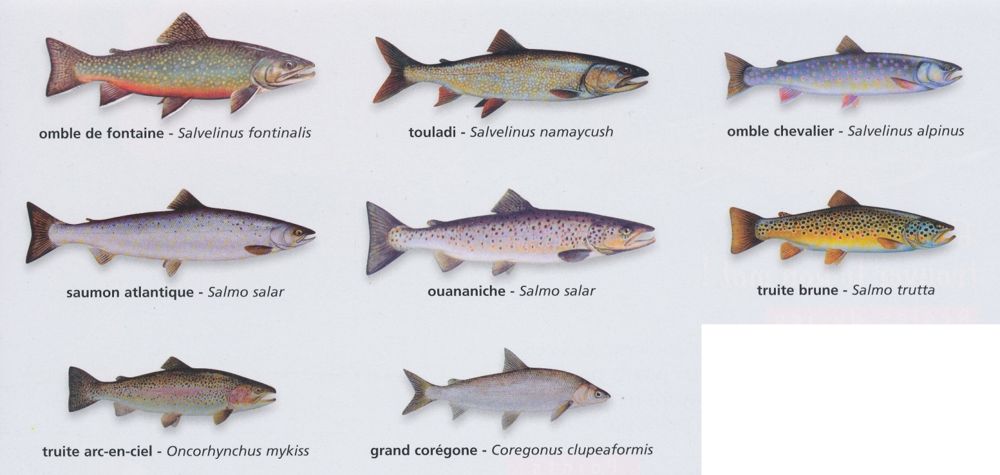 omble de fontaine - Salvelinus fontinalis
touladi - Salvelinus namaycush
omble chevalier - Salvelinus alpinus
saumon atlantique - Salmo salar
ouananiche - Salmo salar
truite brune - Salmo trutta
truite arc-en-ciel - Oncorhynchus mykiss
grand corégone - Coregonus clupeaformis